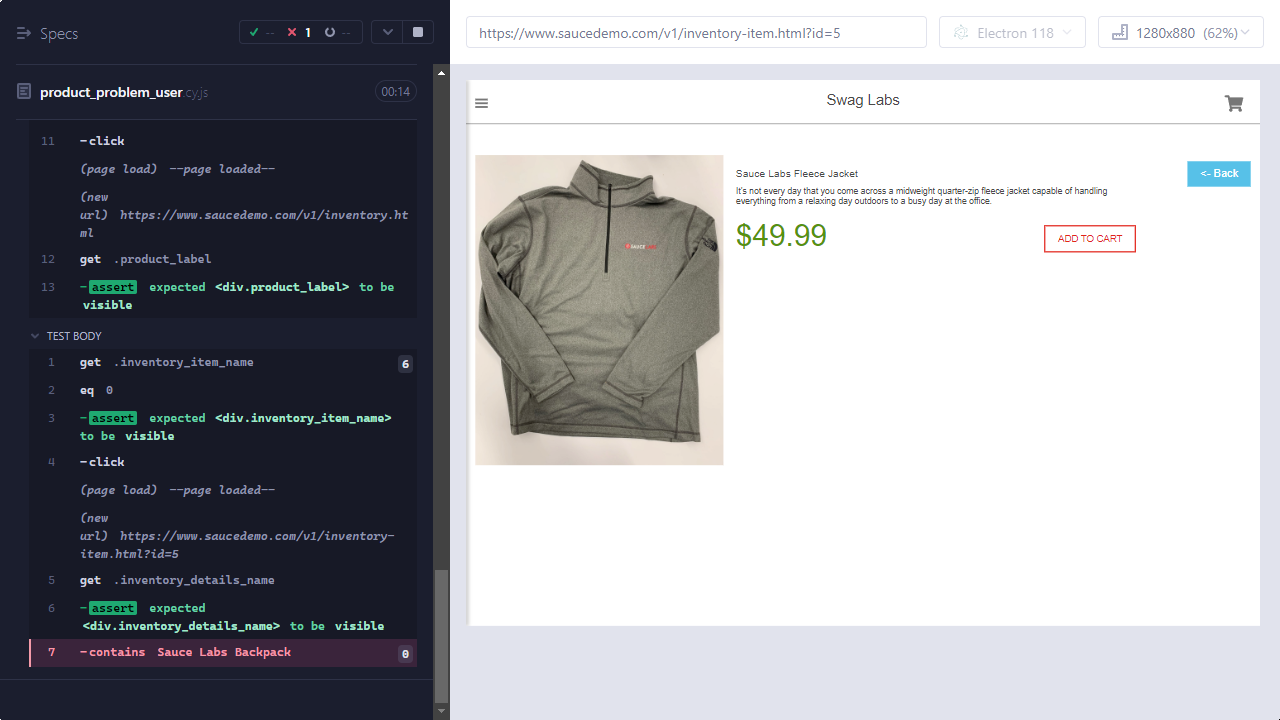 Specs
-- 1 --
product_problem_user.cy.js 00:14
11 -click
(page load) --page loaded--
(new
url) https://www.saucedemo.com/v1/inventory.ht
ml
12 get .product_label
13 -assert expected <div.product_label> to be
visible
TEST BODY
1 get .inventory_item_name 6
2 eq 0
3 -assert expected <div.inventory_item_name>
to be visible
4 -click
(page load) --page loaded--
(new
url) https://www.saucedemo.com/v1/inventory-
item.html?id=5
5 get .inventory_details_name
6 -assert expected
<div.inventory_details_name> to be visible
7 -contains Sauce Labs Backpack 0
https://www.saucedemo.com/v1/inventory-item.html?id=5
Electron 118
1280x880 (62%)
Swag Labs
Sauce Labs Fleece Jacket
<- Back
It's not every day that you come across a midweight quarter-zip fleece jacket capable of handling
everything from a relaxing day outdoors to a busy day at the office.
$49.99
ADD TO CART